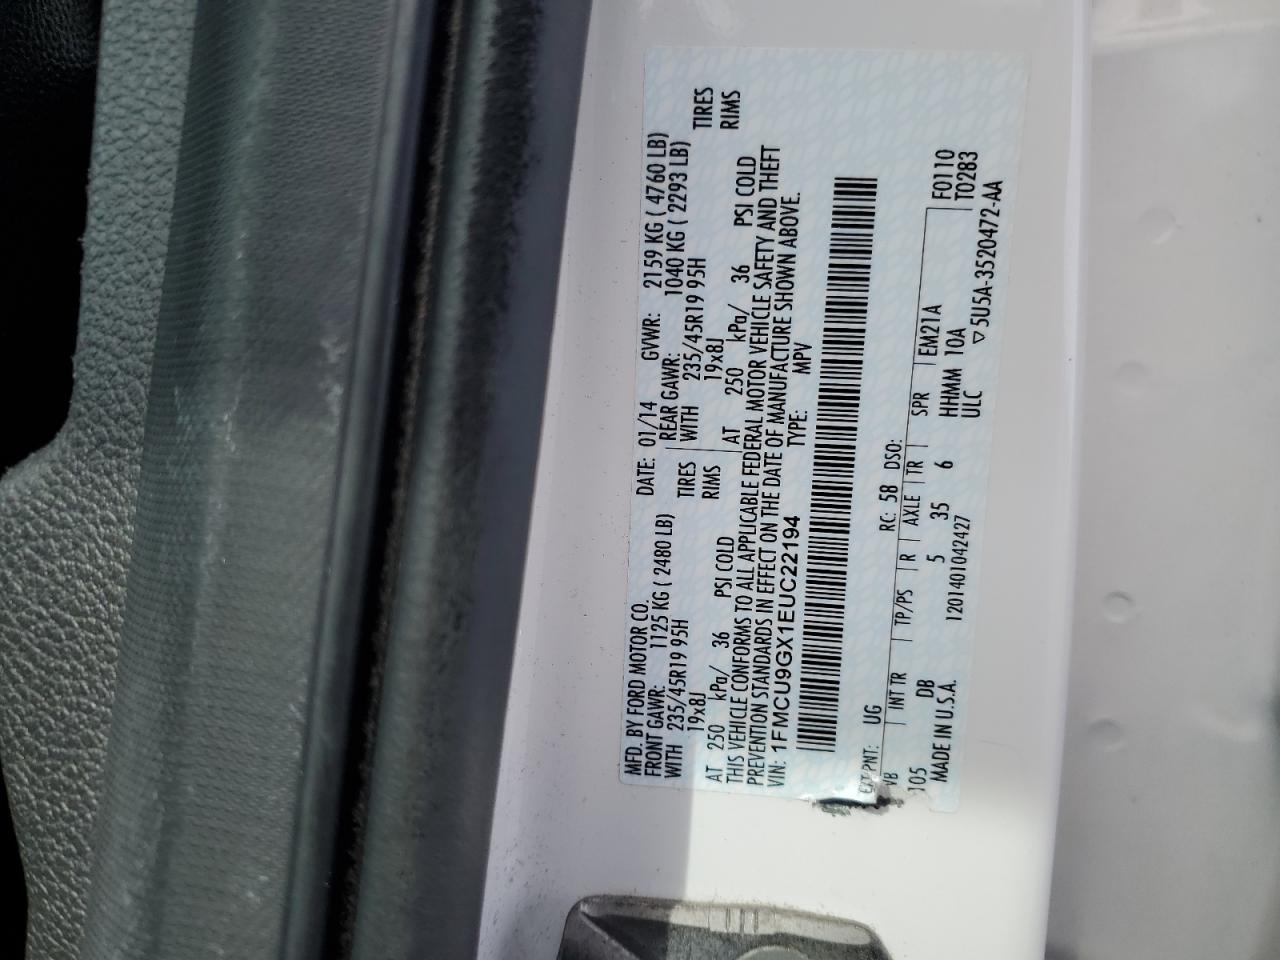 MFD. BY FORD MOTOR CO.
DATE: 01/14 GVWR: 2159 KG ( 4760 LB)
FRONT GAWR: 1125 KG ( 2480 LB) REAR GAWR: 1040 KG ( 2293 LB)
WITH 235/45R19 95H TIRES WITH 235/45R19 95H TIRES
19x8J RIMS 19x8J RIMS
AT 250 kPa/ 36 PSI COLD AT 250 kPa/ 36 PSI COLD
THIS VEHICLE CONFORMS TO ALL APPLICABLE FEDERAL MOTOR VEHICLE SAFETY AND THEFT
PREVENTION STANDARDS IN EFFECT ON THE DATE OF MANUFACTURE SHOWN ABOVE.
VIN: 1FMCU9GX1EUC22194 TYPE: MPV
EXT PNT: UG RC: 58 DSO:
WB INT TR TP/PS R AXLE TR SPR EM21A F0110
105 DB 5 35 6 HHMM 10A T0283
MADE IN U.S.A. 120140104242​7 ULC
▽5U5A-3520472-AA